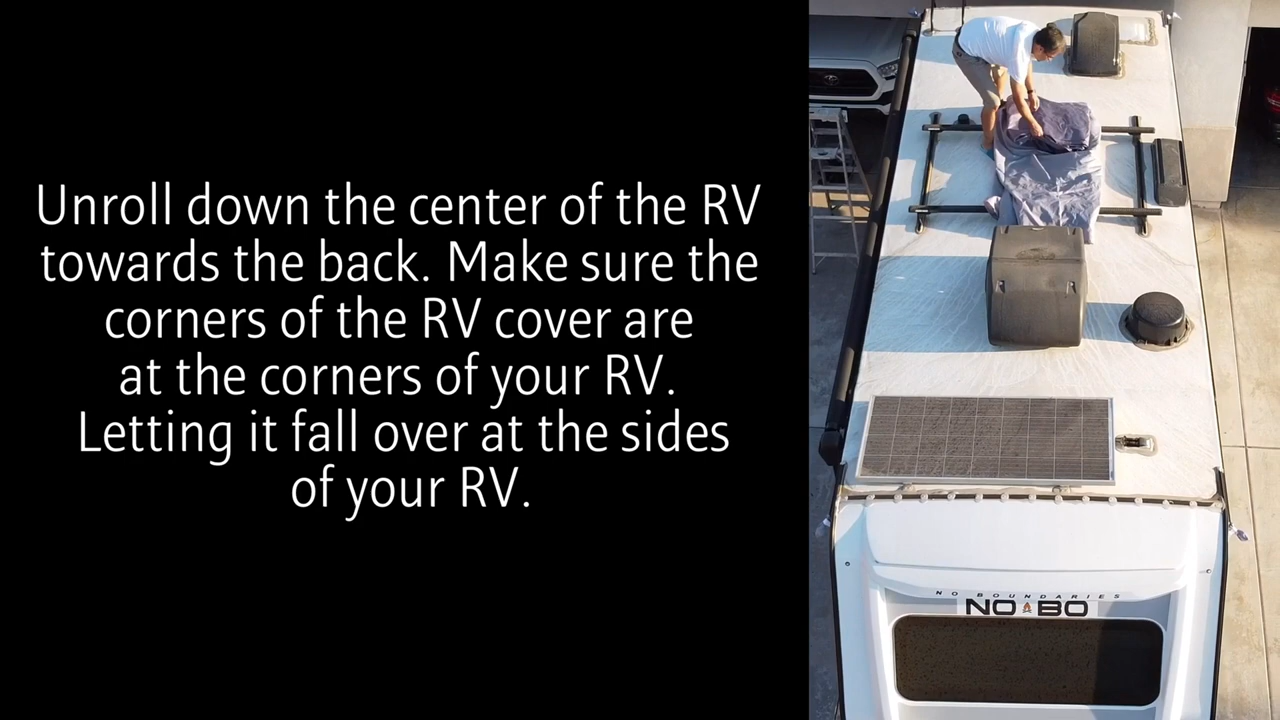 Unroll down the center of the RV
towards the back. Make sure the
corners of the RV cover are
at the corners of your RV.
Letting it fall over at the sides
of your RV.
NO BOUNDARIES
NO BO